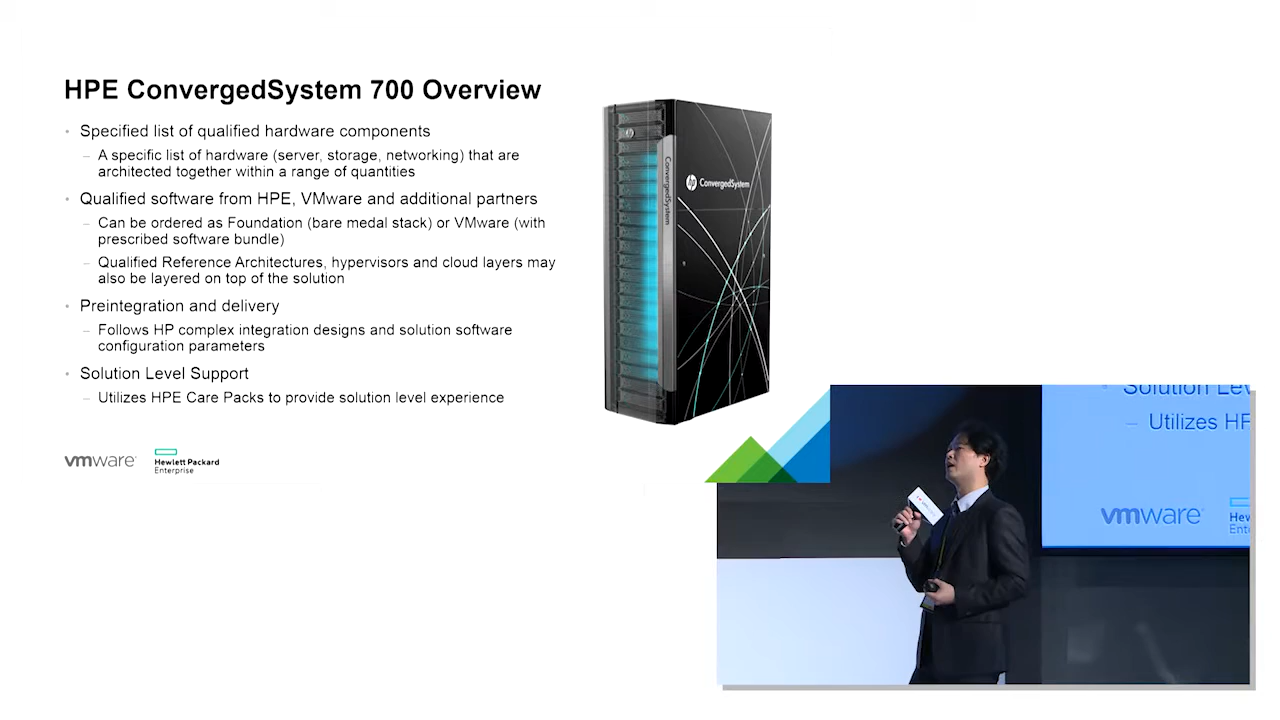 HPE ConvergedSystem 700 Overview
• Specified list of qualified hardware components
– A specific list of hardware (server, storage, networking) that are
architected together within a range of quantities
• Qualified software from HPE, VMware and additional partners
– Can be ordered as Foundation (bare medal stack) or VMware (with
prescribed software bundle)
– Qualified Reference Architectures, hypervisors and cloud layers may
also be layered on top of the solution
• Preintegration and delivery
– Follows HP complex integration designs and solution software
configuration parameters
• Solution Level Support
– Utilizes HPE Care Packs to provide solution level experience
vmware
Hewlett Packard
Enterprise
ConvergedSystem
hp ConvergedSystem
Solution Lev
– Utilizes HP
vmware
Hew
Ente